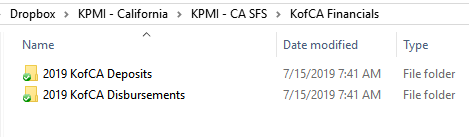 Dropbox > KPMI - California > KPMI - CA SFS > KofCA Financials
Name Date modified Type
2019 KofCA Deposits 7/15/2019 7:41 AM File folder
2019 KofCA Disbursements 7/15/2019 7:41 AM File folder